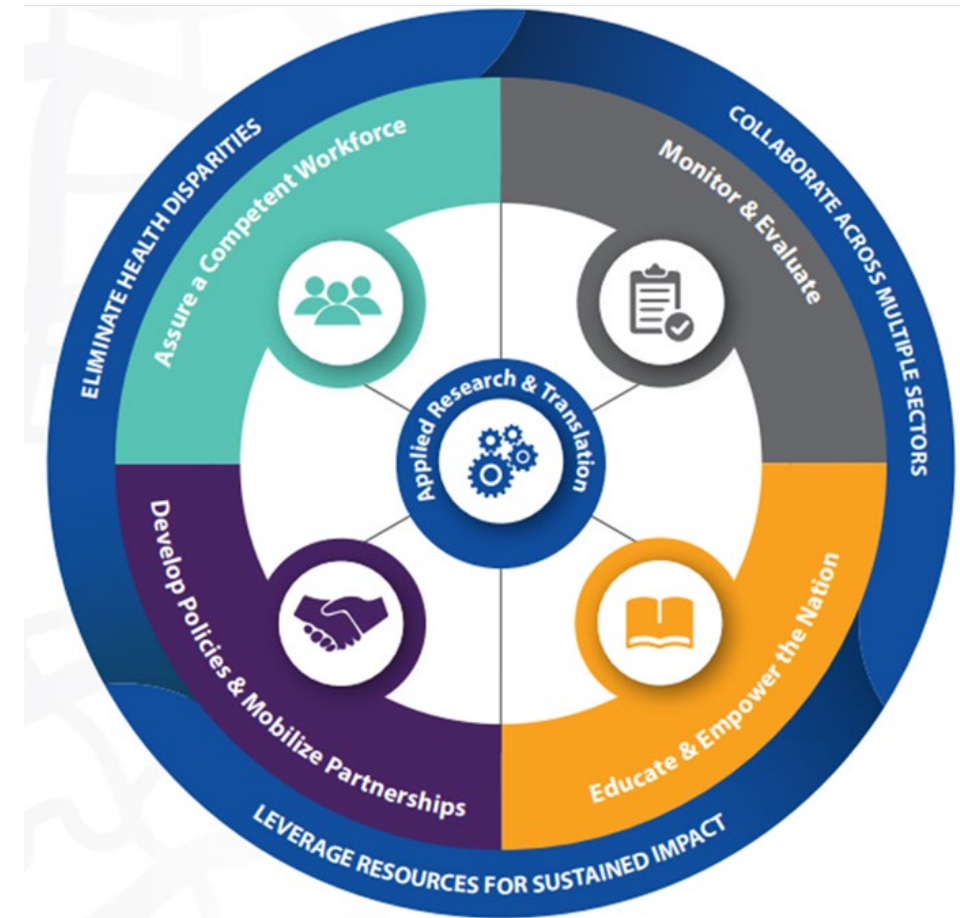 ELIMINATE HEALTH DISPARITIES
COLLABORATE ACROSS MULTIPLE SECTORS
Assure a Competent Workforce
Monitor & Evaluate
Applied Research & Translation
Develop Policies & Mobilize Partnerships
Educate & Empower the Nation
LEVERAGE RESOURCES FOR SUSTAINED IMPACT